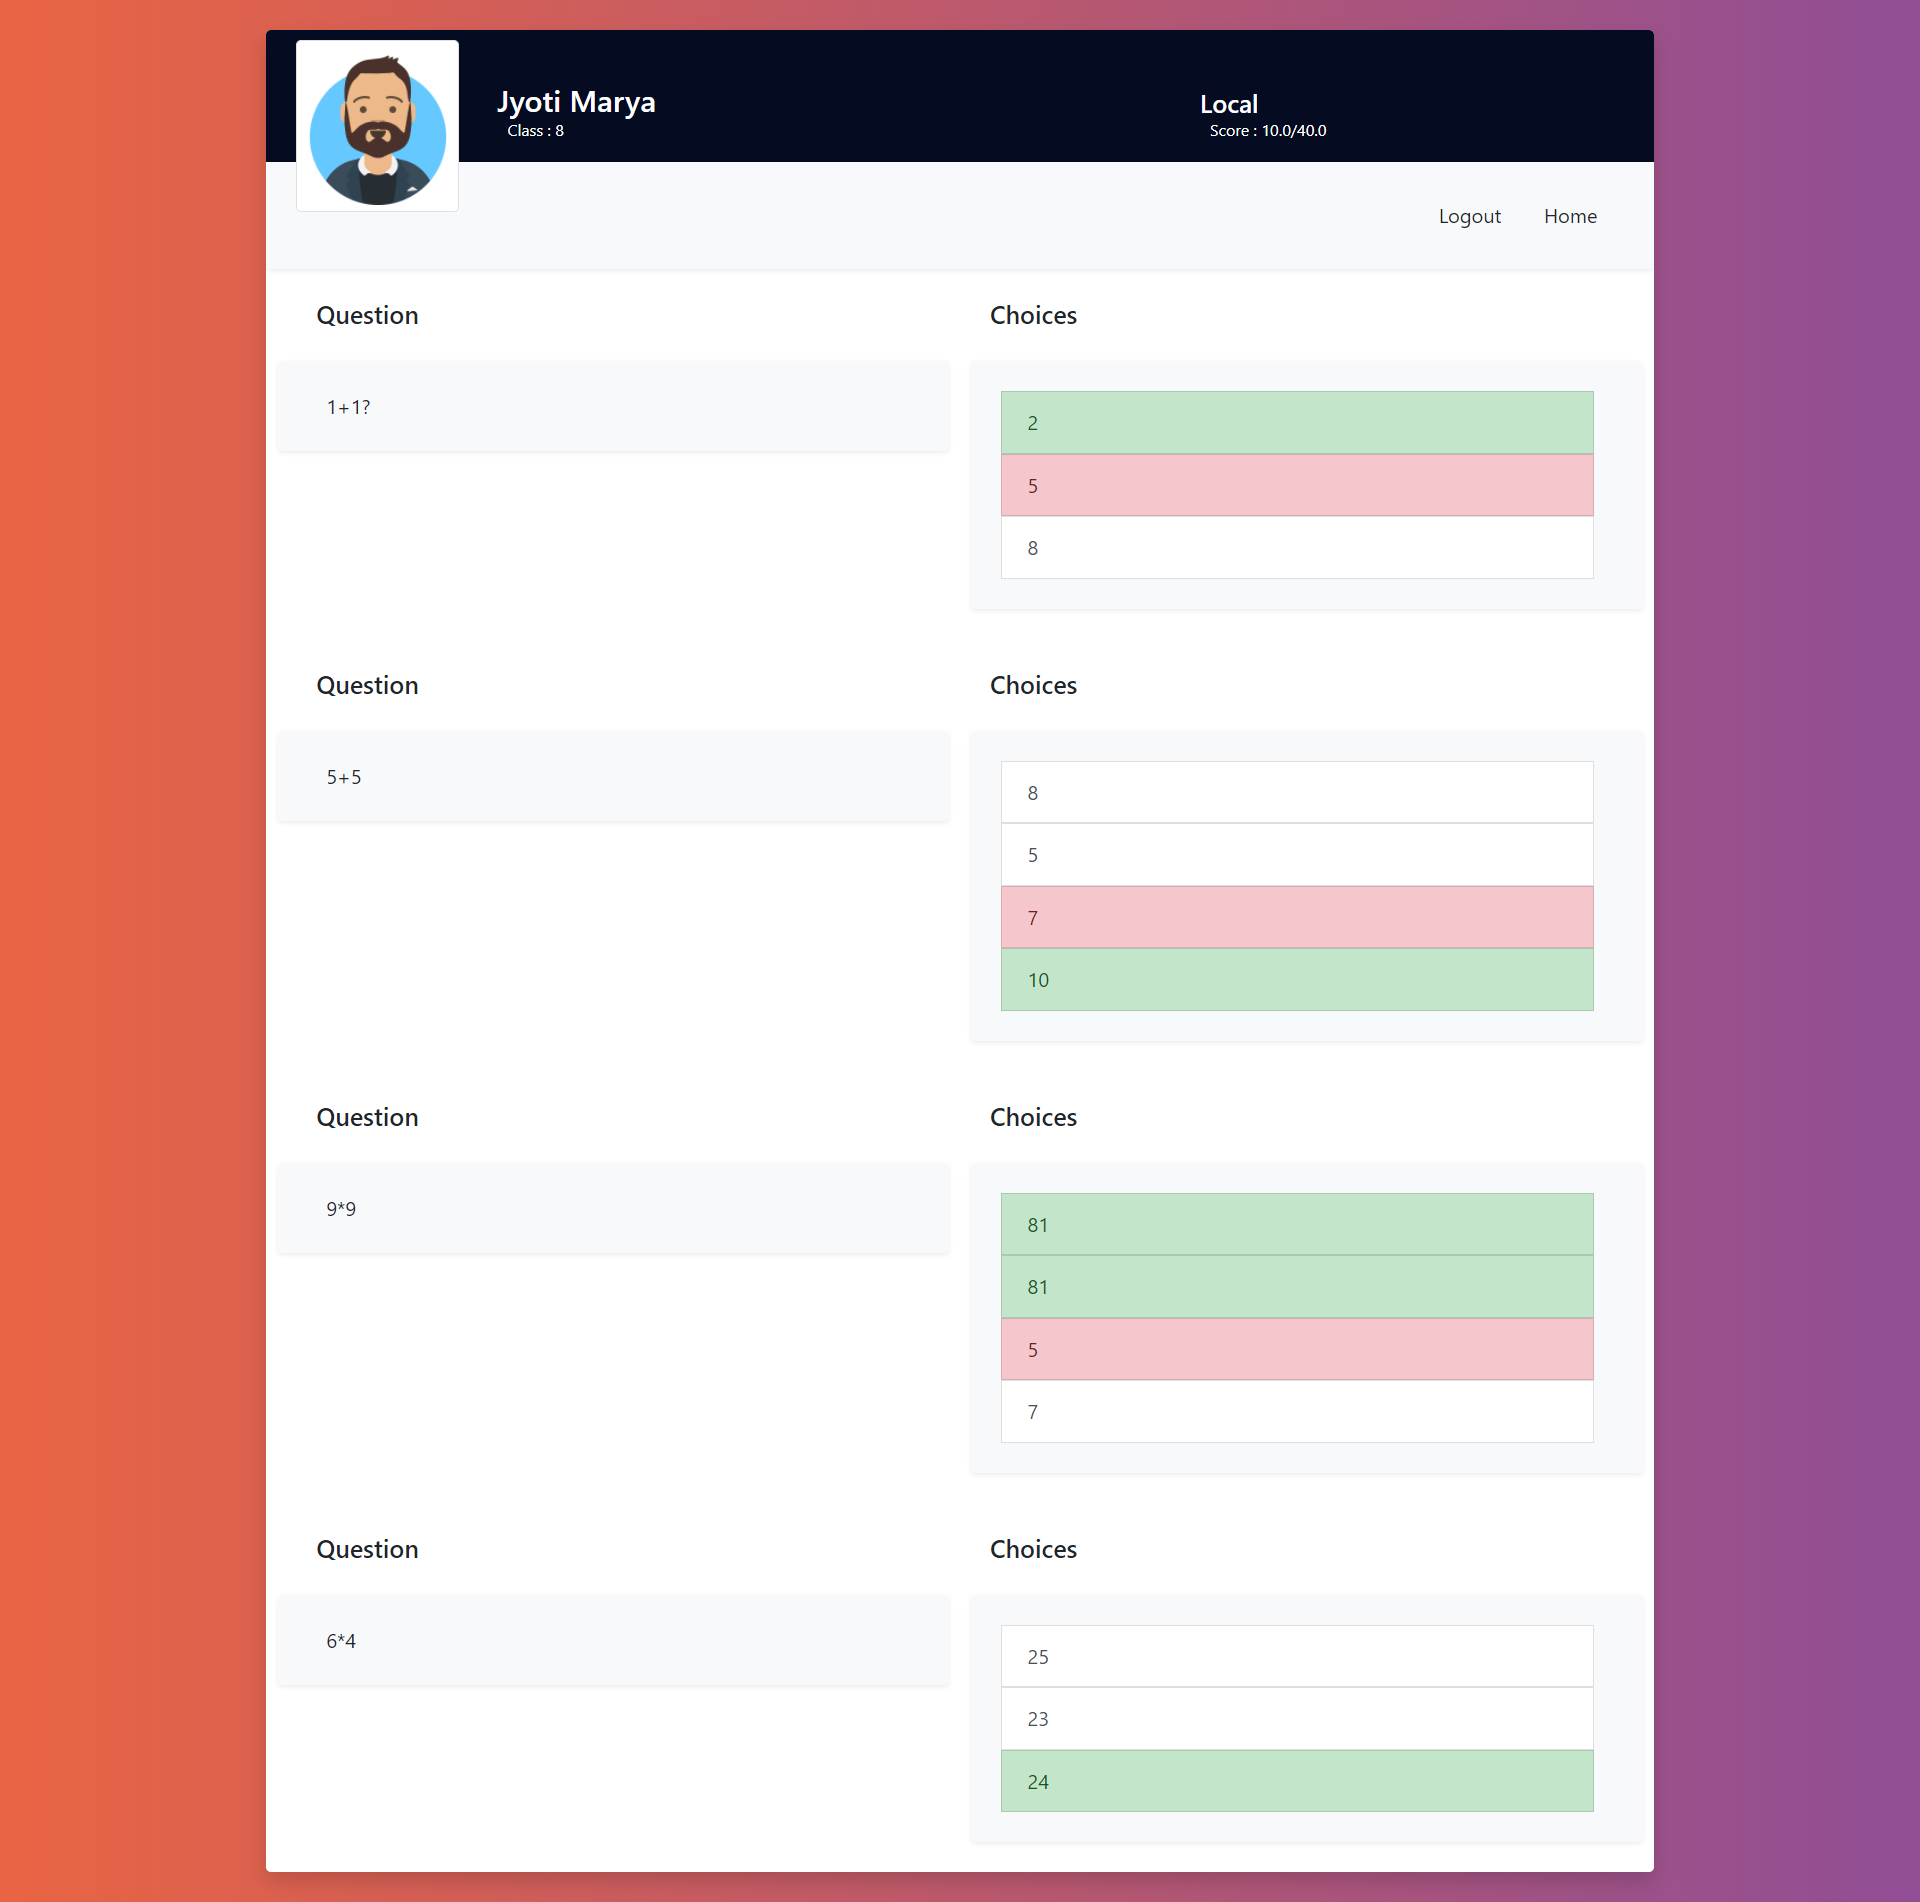 Jyoti Marya
Class : 8
Local
Score : 10.0/40.0
Logout
Home
Question
Choices
1+1?
2
5
8
Question
Choices
5+5
8
5
7
10
Question
Choices
9*9
81
81
5
7
Question
Choices
6*4
25
23
24